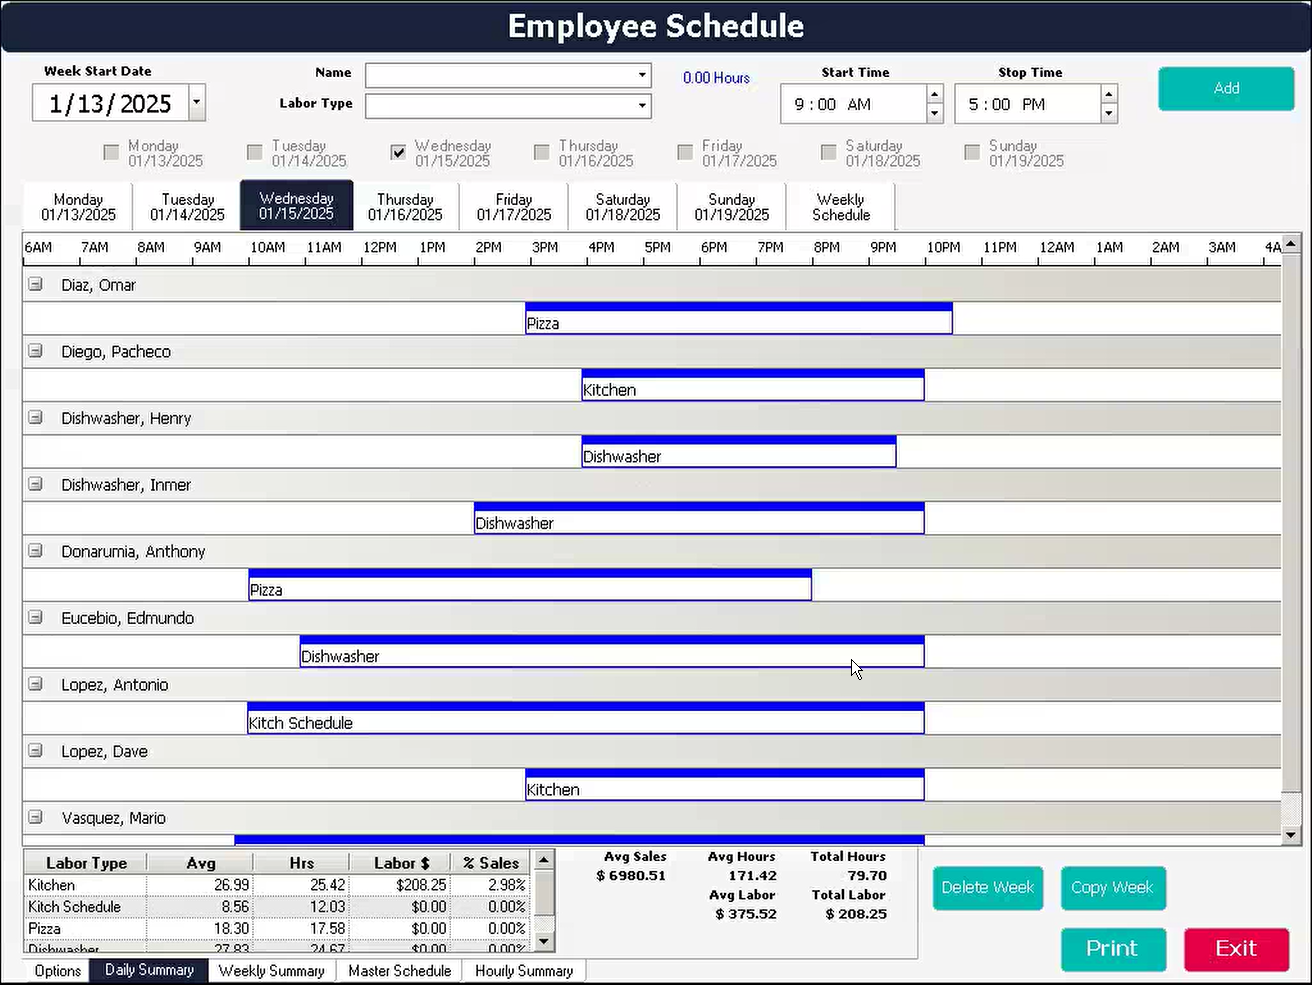 Employee Schedule
Week Start Date
1/13/2025
Name
Labor Type
0.00 Hours
Start Time
9:00 AM
Stop Time
5:00 PM
Add
Monday
01/13/2025
Tuesday
01/14/2025
Wednesday
01/15/2025
Thursday
01/16/2025
Friday
01/17/2025
Saturday
01/18/2025
Sunday
01/19/2025
Monday
01/13/2025
Tuesday
01/14/2025
Wednesday
01/15/2025
Thursday
01/16/2025
Friday
01/17/2025
Saturday
01/18/2025
Sunday
01/19/2025
Weekly
Schedule
6AM 7AM 8AM 9AM 10AM 11AM 12PM 1PM 2PM 3PM 4PM 5PM 6PM 7PM 8PM 9PM 10PM 11PM 12AM 1AM 2AM 3AM 4A
Diaz, Omar
Pizza
Diego, Pacheco
Kitchen
Dishwasher, Henry
Dishwasher
Dishwasher, Inmer
Dishwasher
Donarumia, Anthony
Pizza
Eucebio, Edmundo
Dishwasher
Lopez, Antonio
Kitch Schedule
Lopez, Dave
Kitchen
Vasquez, Mario
Labor Type Avg Hrs Labor $ % Sales
Kitchen 26.99 25.42 $208.25 2.98%
Kitch Schedule 8.56 12.03 $0.00 0.00%
Pizza 18.30 17.58 $0.00 0.00%
Dishwasher 27.83 24.67 $0.00 0.00%
Avg Sales Avg Hours Total Hours
$ 6980.51 171.42 79.70
Avg Labor Total Labor
$ 375.52 $ 208.25
Delete Week
Copy Week
Print
Exit
Options Daily Summary Weekly Summary Master Schedule Hourly Summary